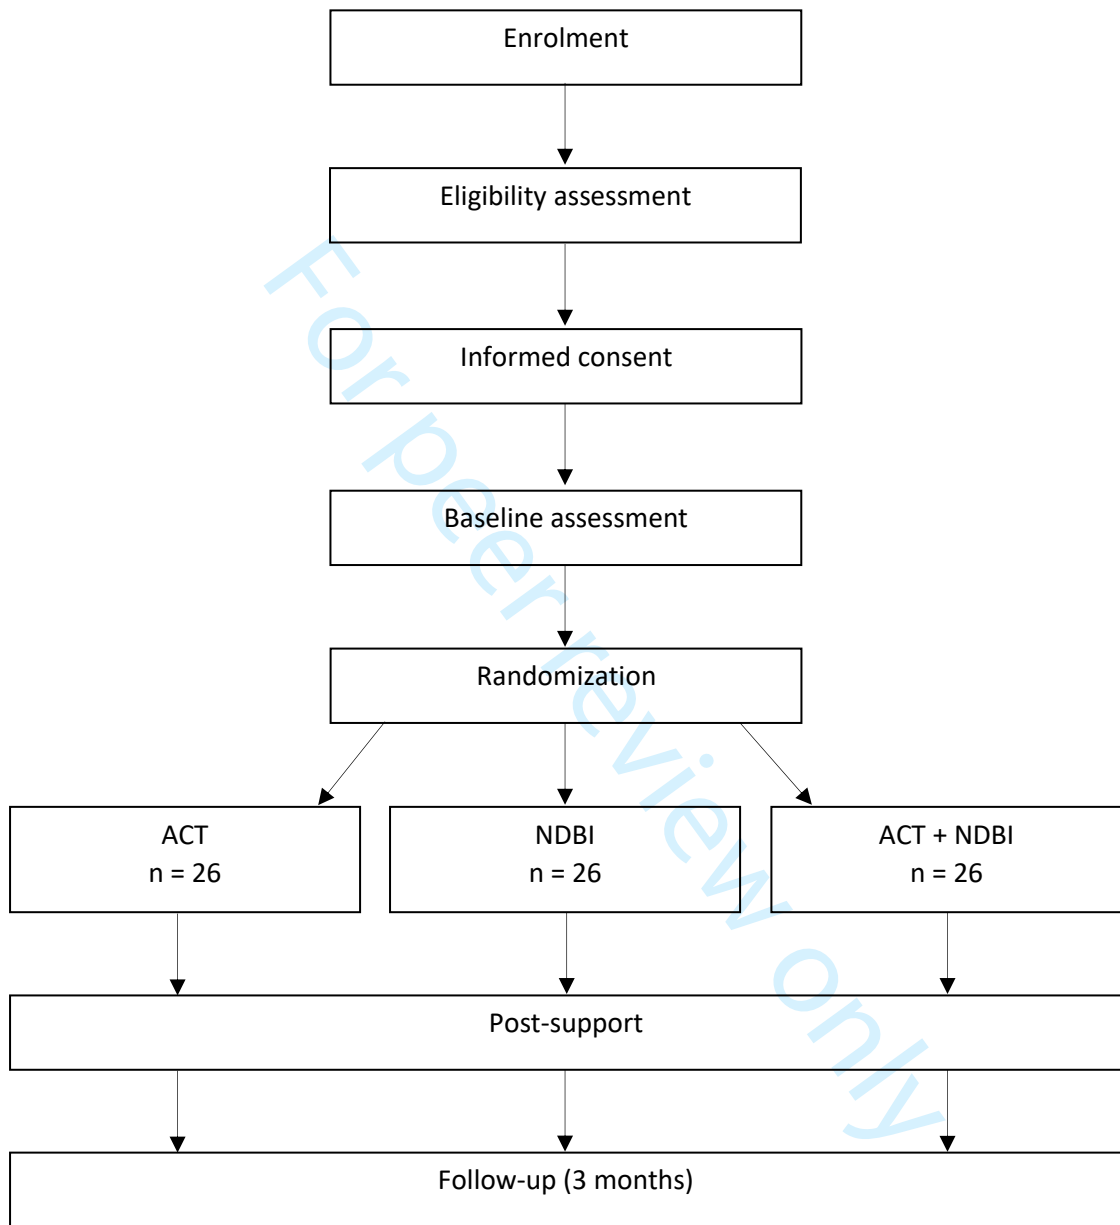 Enrolment
Eligibility assessment
Informed consent
Baseline assessment
Randomization
ACT
n = 26
NDBI
n = 26
ACT + NDBI
n = 26
Post-support
Follow-up (3 months)
For peer review only